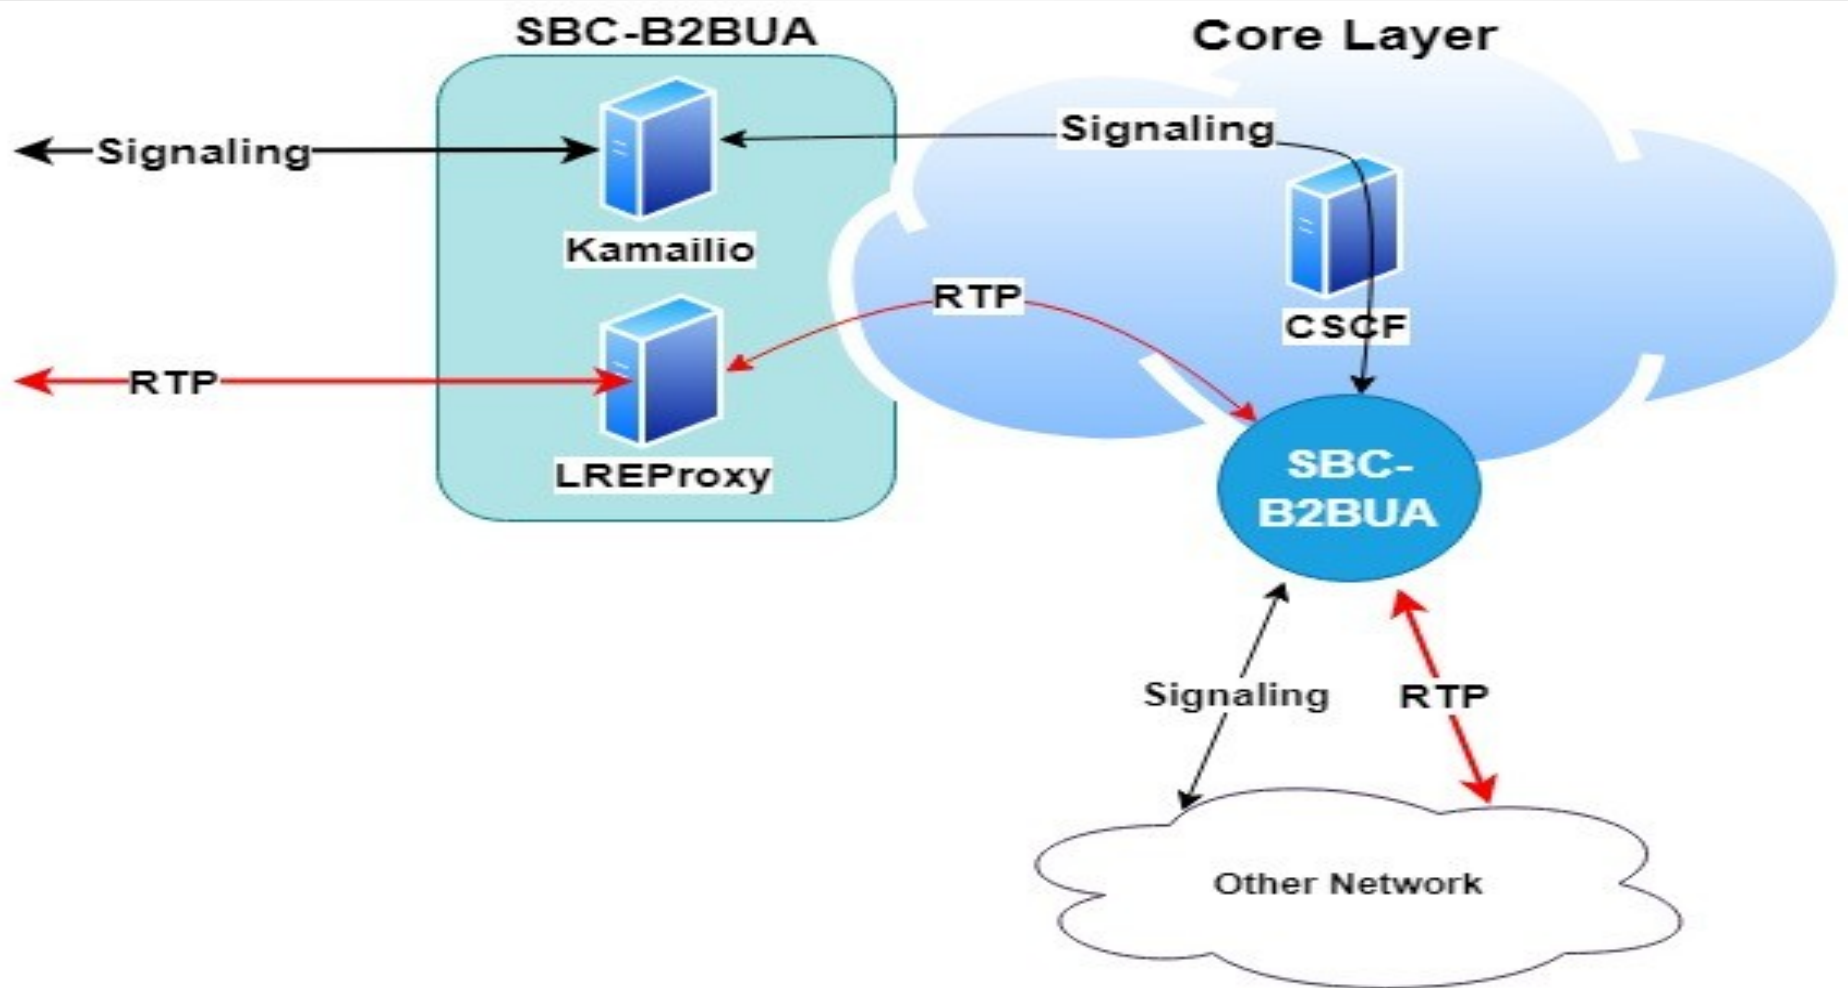 SBC-B2BUA
Core Layer
Signaling
Signaling
Kamailio
RTP
CSCF
RTP
LREProxy
SBC-
B2BUA
Signaling
RTP
Other Network